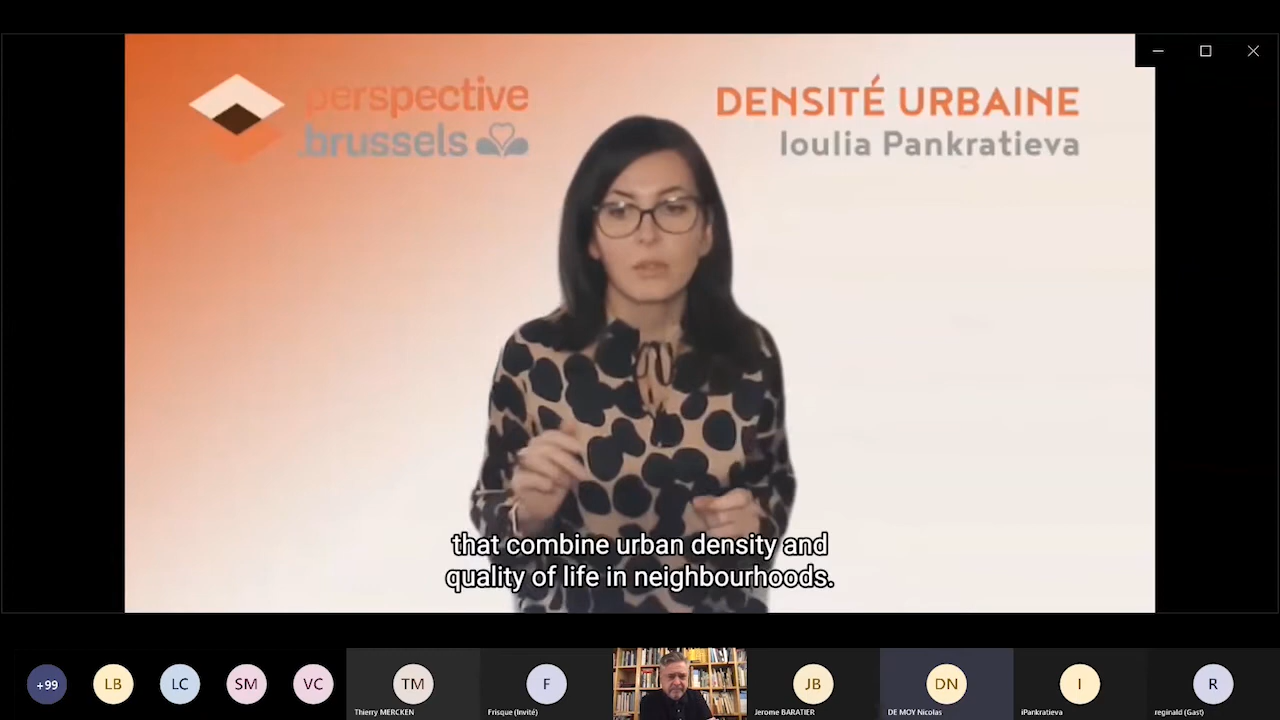 perspective
.brussels
DENSITÉ URBAINE
Ioulia Pankratieva
that combine urban density and
quality of life in neighbourhoods.
+99
LB
LC
SM
VC
TM
F
JB
DN
I
R
Thierry MERCKEN
Frisque (Invité)
Jerome BARATIER
DE MOY Nicolas
iPankratieva
reginald (Gast)